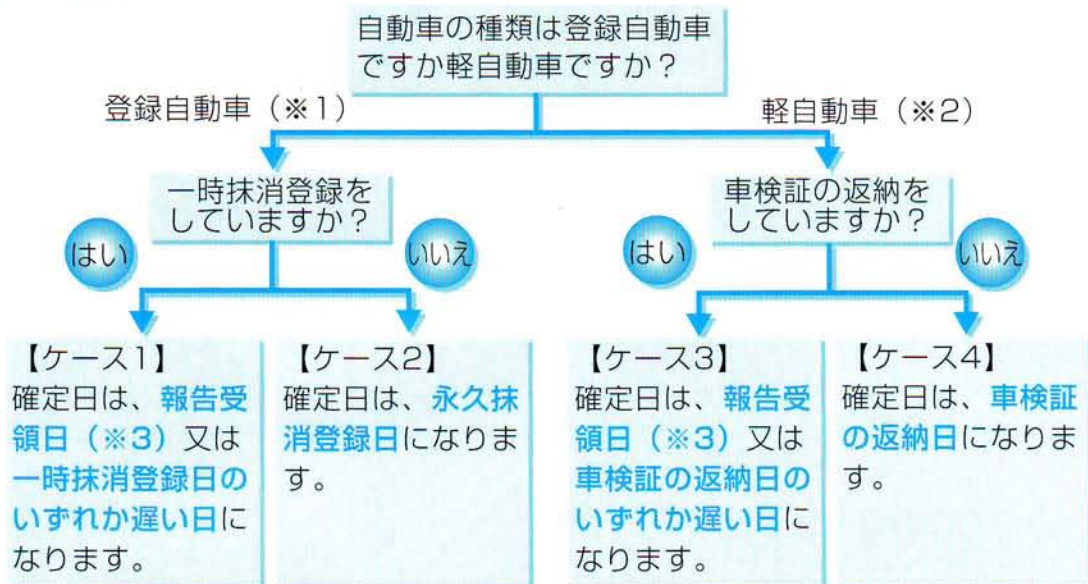 自動車の種類は登録自動車
ですか軽自動車ですか？
登録自動車（※1）
軽自動車（※2）
一時抹消登録を
していますか？
車検証の返納を
していますか？
はい
いいえ
はい
いいえ
【ケース1】
確定日は、報告受
領日（※3）又は
一時抹消登録日の
いずれか遅い日に
なります。
【ケース2】
確定日は、永久抹
消登録日になりま
す。
【ケース3】
確定日は、報告受
領日（※3）又は
車検証の返納日の
いずれか遅い日に
なります。
【ケース4】
確定日は、車検証
の返納日になりま
す。